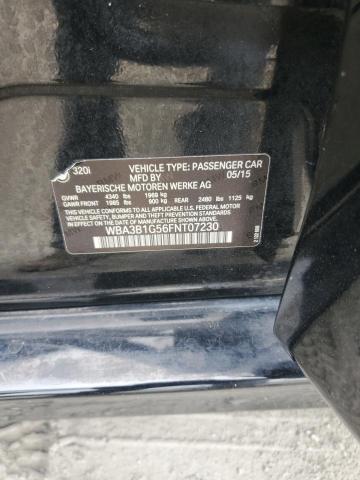 320i
VEHICLE TYPE: PASSENGER CAR
MFD BY 05/15
BAYERISCHE MOTOREN WERKE AG
GVWR 4340 lbs 1969 kg
GAWR FRONT 1985 lbs 900 kg REAR 2480 lbs 1125 kg
THIS VEHICLE CONFORMS TO ALL APPLICABLE U.S. FEDERAL MOTOR
VEHICLE SAFETY, BUMPER, AND THEFT PREVENTION STANDARDS
IN EFFECT ON THE DATE OF MANUFACTURE SHOWN ABOVE.
WBA3B1G56FNT07230